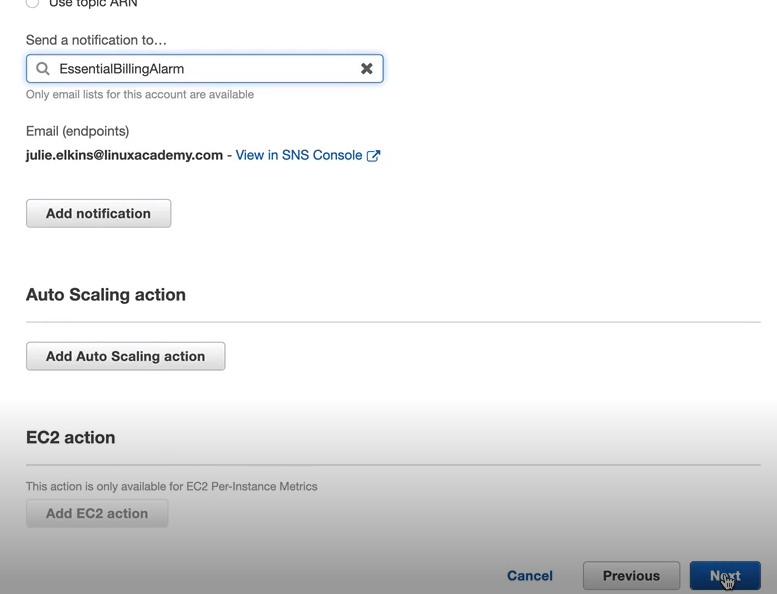 Use topic ARN
Send a notification to…
EssentialBillingAlarm
Only email lists for this account are available
Email (endpoints)
julie.elkins@linuxacademy.com - View in SNS Console
Add notification
Auto Scaling action
Add Auto Scaling action
EC2 action
This action is only available for EC2 Per-Instance Metrics
Add EC2 action
Cancel Previous Next